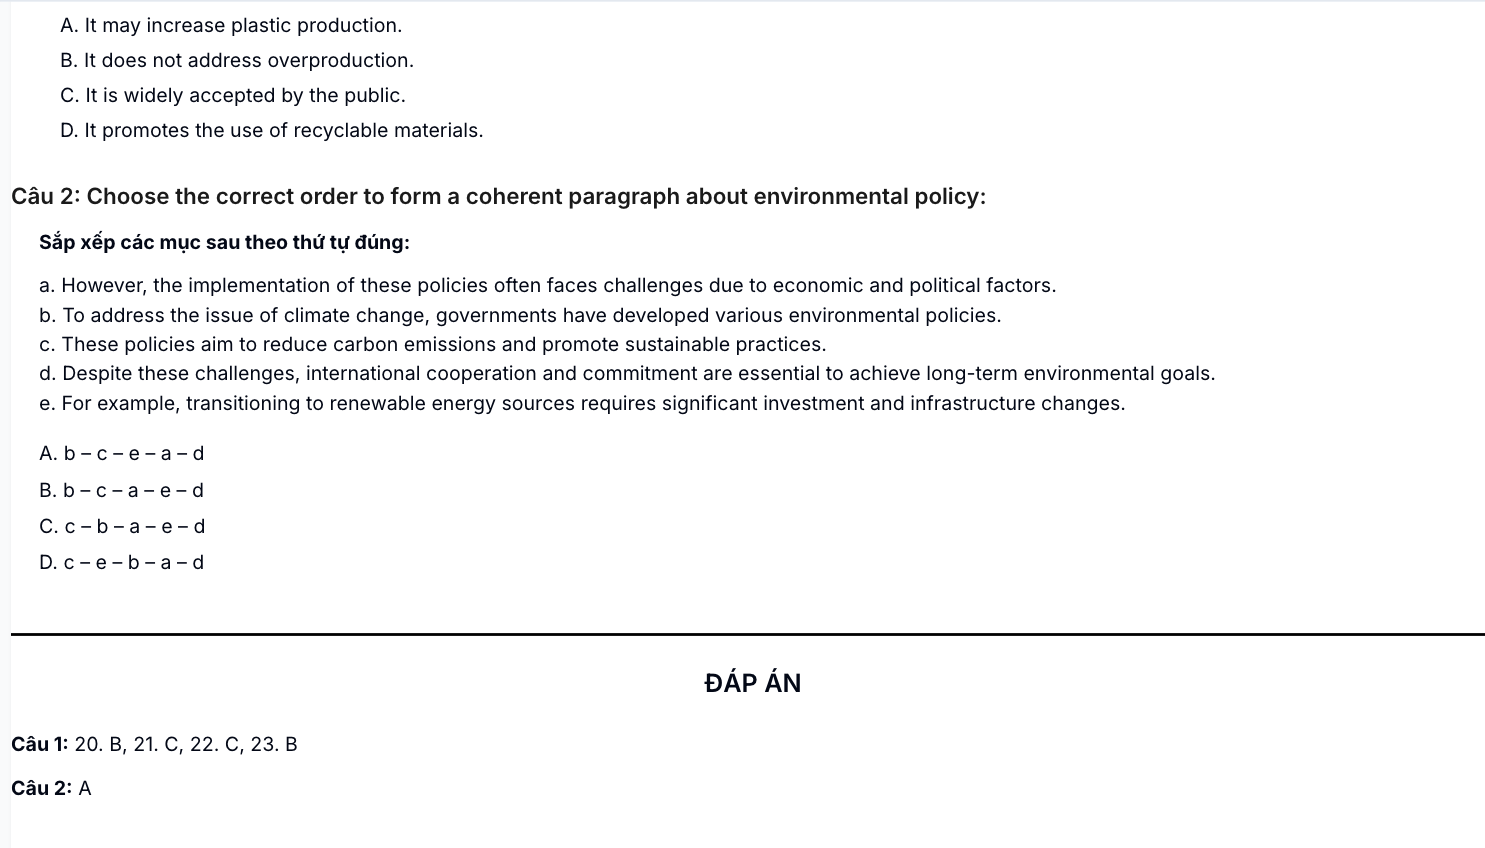 A. It may increase plastic production.
B. It does not address overproduction.
C. It is widely accepted by the public.
D. It promotes the use of recyclable materials.
Câu 2: Choose the correct order to form a coherent paragraph about environmental policy:
Sắp xếp các mục sau theo thứ tự đúng:
a. However, the implementation of these policies often faces challenges due to economic and political factors.
b. To address the issue of climate change, governments have developed various environmental policies.
c. These policies aim to reduce carbon emissions and promote sustainable practices.
d. Despite these challenges, international cooperation and commitment are essential to achieve long-term environmental goals.
e. For example, transitioning to renewable energy sources requires significant investment and infrastructure changes.
A. b – c – e – a – d
B. b – c – a – e – d
C. c – b – a – e – d
D. c – e – b – a – d
ĐÁP ÁN
Câu 1: 20. B, 21. C, 22. C, 23. B
Câu 2: A